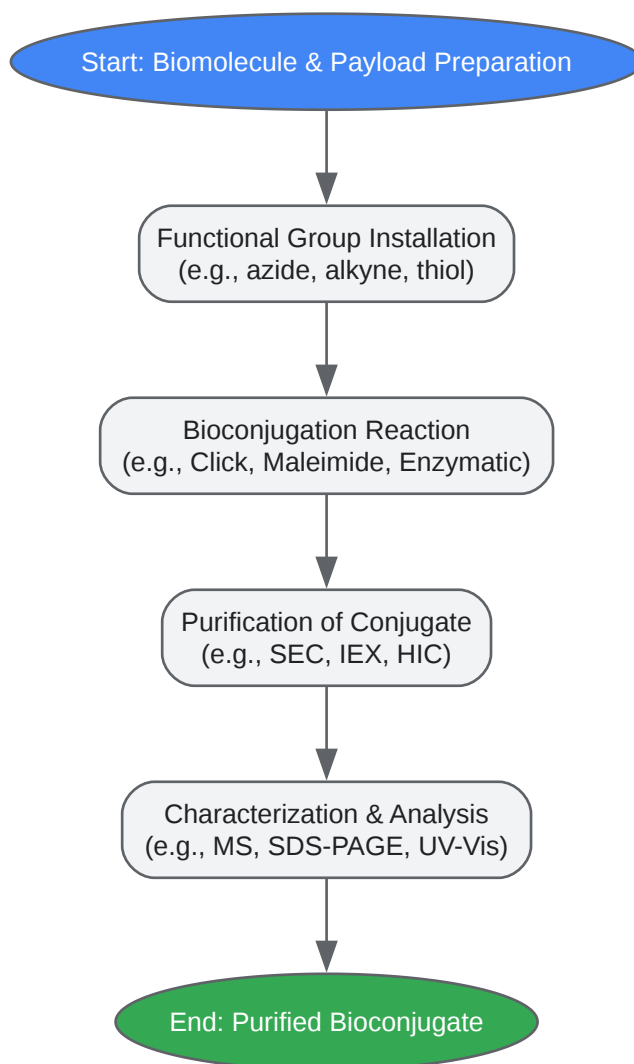 Start: Biomolecule & Payload Preparation
Functional Group Installation
(e.g., azide, alkyne, thiol)
Bioconjugation Reaction
(e.g., Click, Maleimide, Enzymatic)
Purification of Conjugate
(e.g., SEC, IEX, HIC)
Characterization & Analysis
(e.g., MS, SDS-PAGE, UV-Vis)
End: Purified Bioconjugate